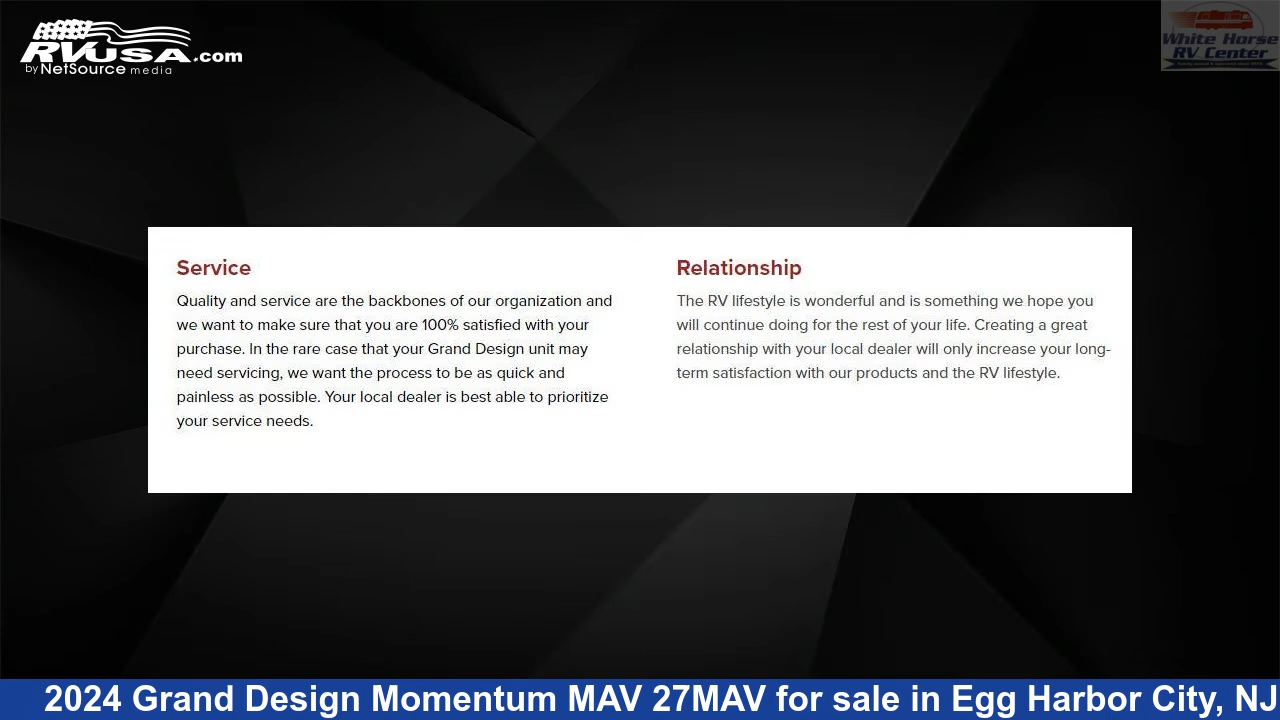 RVUSA.com
by NetSource media
White Horse
RV Center
Service
Quality and service are the backbones of our organization and
we want to make sure that you are 100% satisfied with your
purchase. In the rare case that your Grand Design unit may
need servicing, we want the process to be as quick and
painless as possible. Your local dealer is best able to prioritize
your service needs.
Relationship
The RV lifestyle is wonderful and is something we hope you
will continue doing for the rest of your life. Creating a great
relationship with your local dealer will only increase your long-
term satisfaction with our products and the RV lifestyle.
2024 Grand Design Momentum MAV 27MAV for sale in Egg Harbor City, NJ